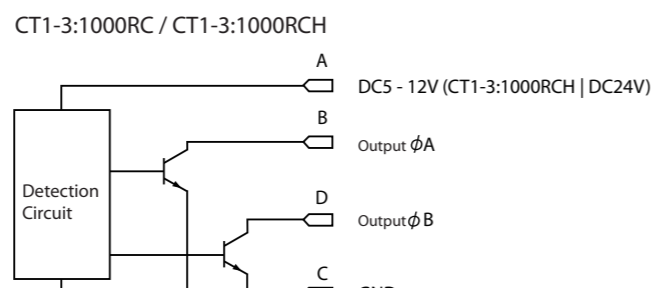 CT1-3:1000RC / CT1-3:1000RCH
A
DC5 - 12V (CT1-3:1000RCH | DC24V)
B
Output ϕA
Detection
Circuit
D
Output ϕ B
C